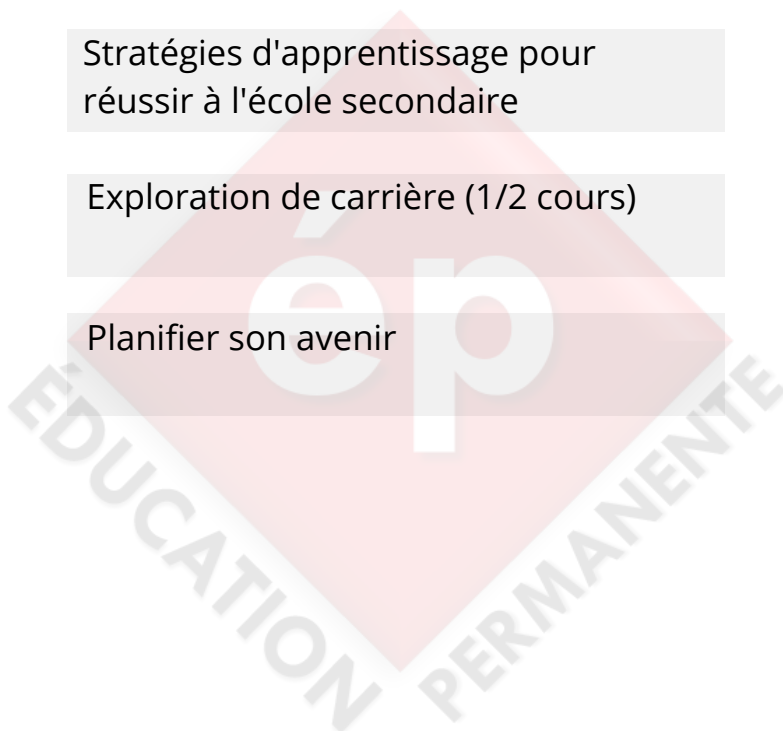 Stratégies d'apprentissage pour
réussir à l'école secondaire
Exploration de carrière (1/2 cours)
Planifier son avenir
ép
ÉDUCATION
PERMANENTE